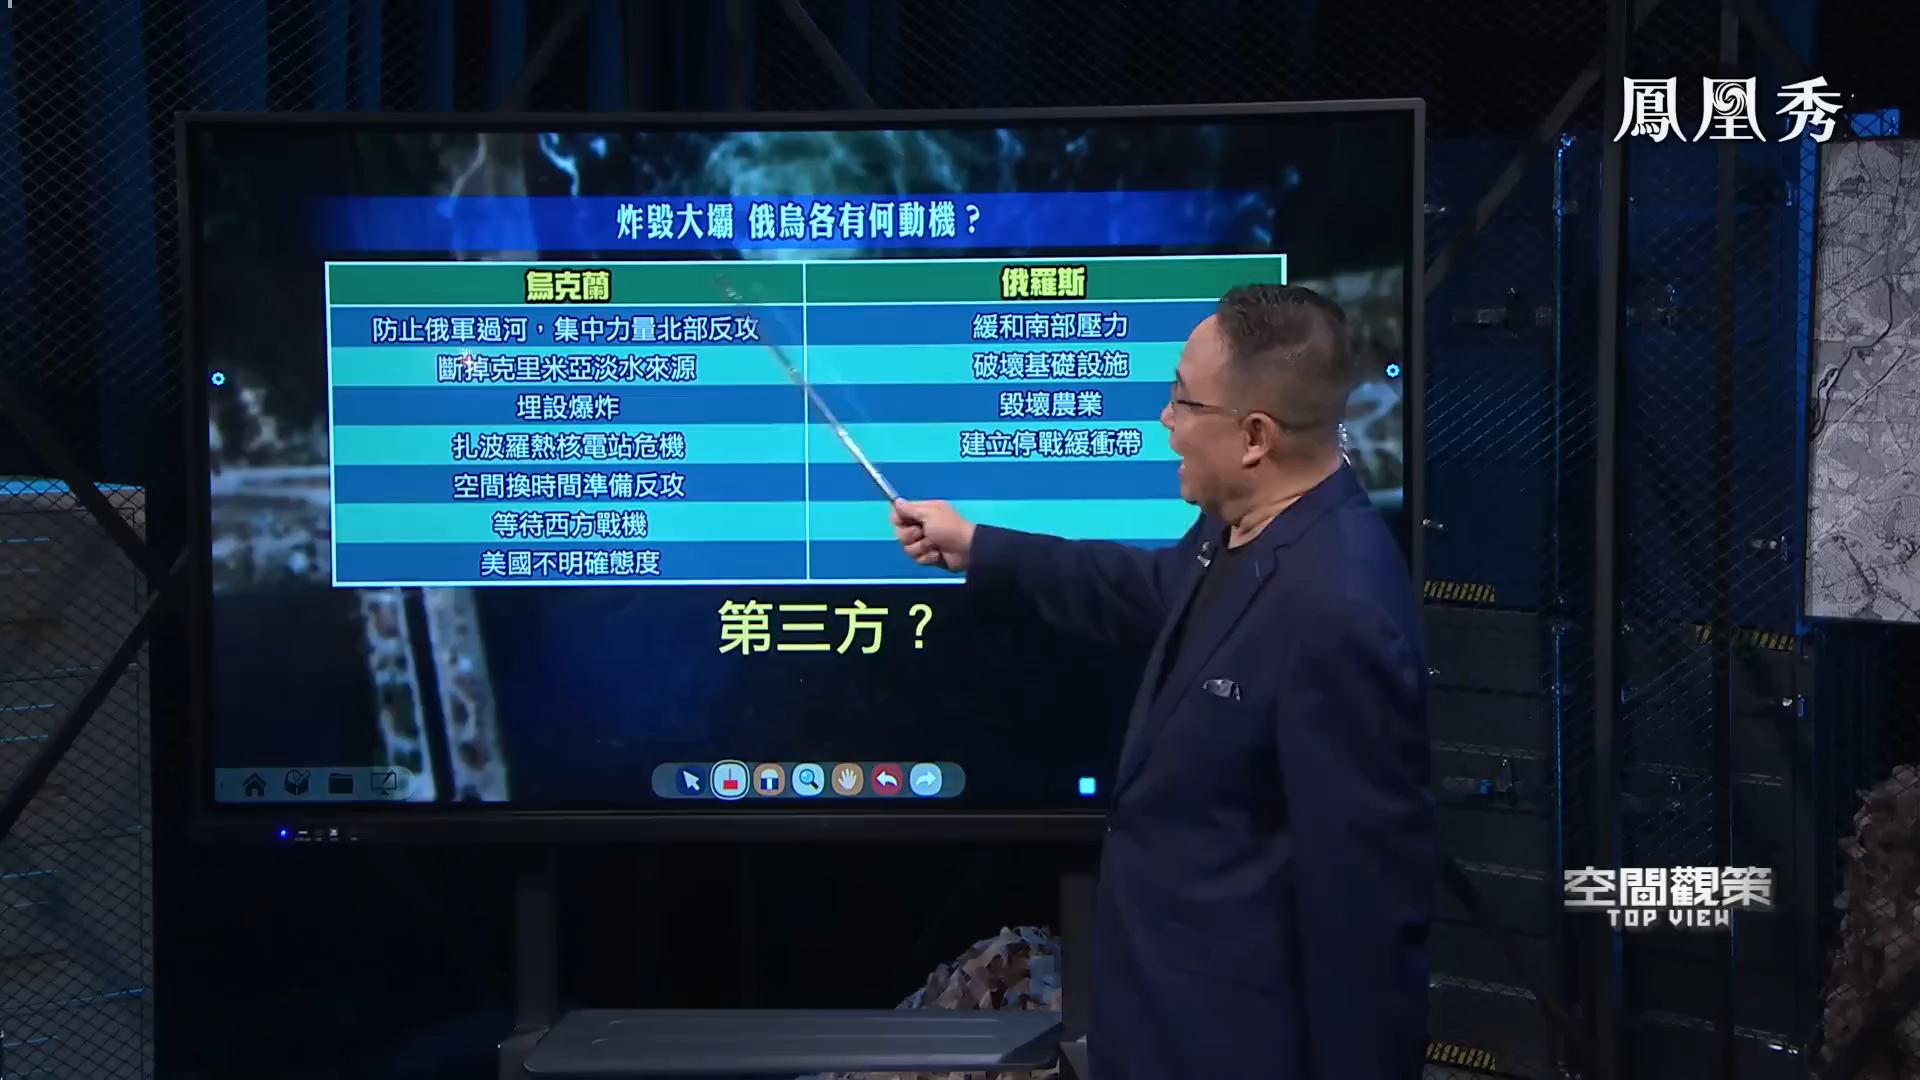 鳳凰秀
炸毀大壩 俄烏各有何動機？
烏克蘭
俄羅斯
防止俄軍過河，集中力量北部反攻
緩和南部壓力
斷掉克里米亞淡水來源
破壞基礎設施
埋設爆炸
毀壞農業
扎波羅熱核電站危機
建立停戰緩衝帶
空間換時間準備反攻
等待西方戰機
美國不明確態度
第三方？
空間觀策
TOP VIEW